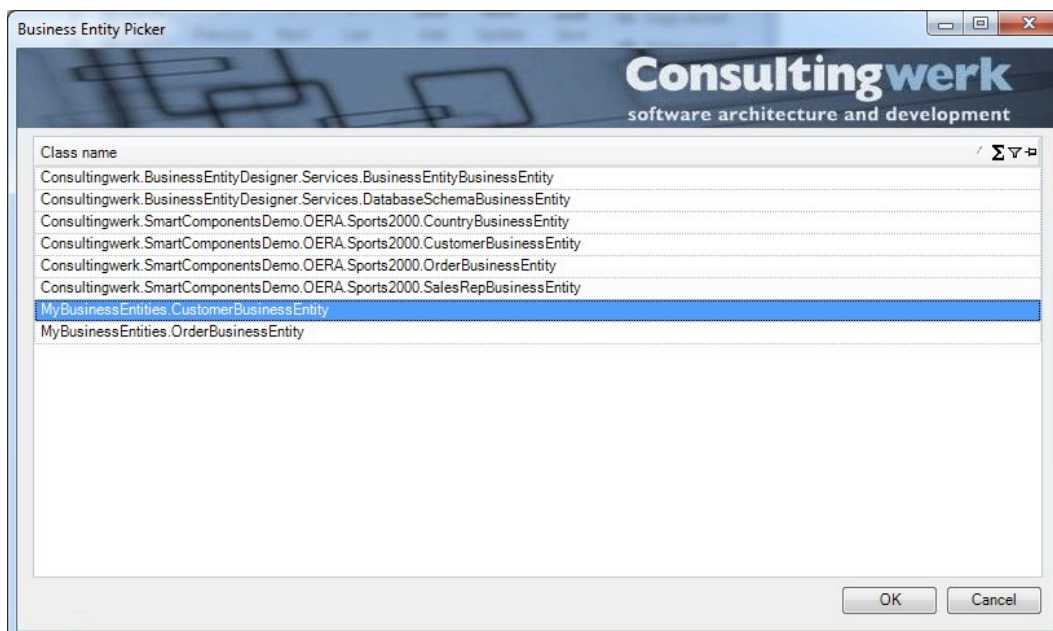 Business Entity Picker
Consultingwerk
software architecture and development
Class name
Consultingwerk.BusinessEntityDesigner.Services.BusinessEntityBusinessEntity
Consultingwerk.BusinessEntityDesigner.Services.DatabaseSchemaBusinessEntity
Consultingwerk.SmartComponentsDemo.OERA.Sports2000.CountryBusinessEntity
Consultingwerk.SmartComponentsDemo.OERA.Sports2000.CustomerBusinessEntity
Consultingwerk.SmartComponentsDemo.OERA.Sports2000.OrderBusinessEntity
Consultingwerk.SmartComponentsDemo.OERA.Sports2000.SalesRepBusinessEntity
MyBusinessEntities.CustomerBusinessEntity
MyBusinessEntities.OrderBusinessEntity
OK Cancel